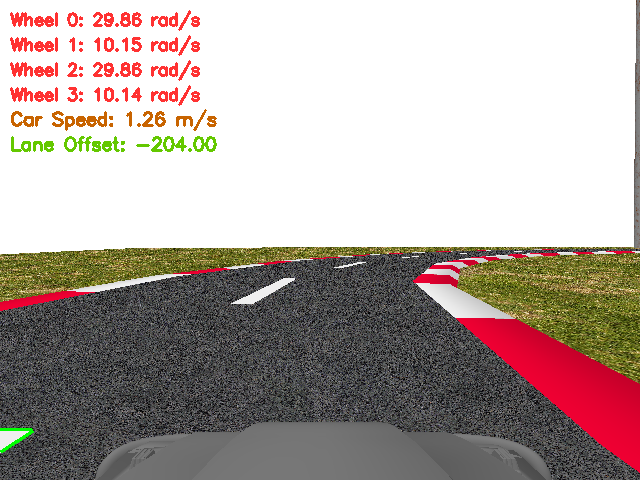 Wheel 0: 29.86 rad/s
Wheel 1: 10.15 rad/s
Wheel 2: 29.86 rad/s
Wheel 3: 10.14 rad/s
Car Speed: 1.26 m/s
Lane Offset: -204.00